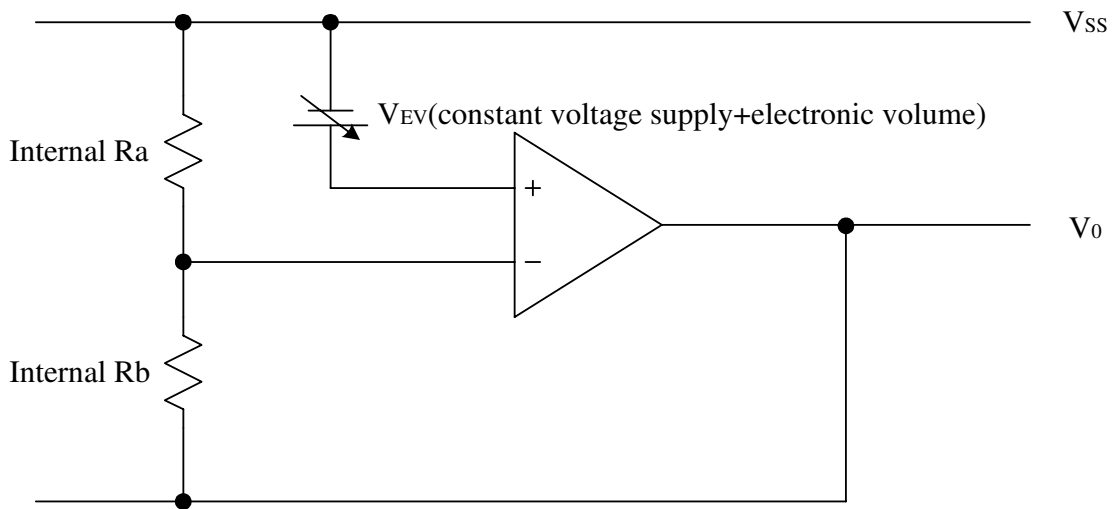 VSS
VEV(constant voltage supply+electronic volume)
Internal Ra
+
V0
−
Internal Rb